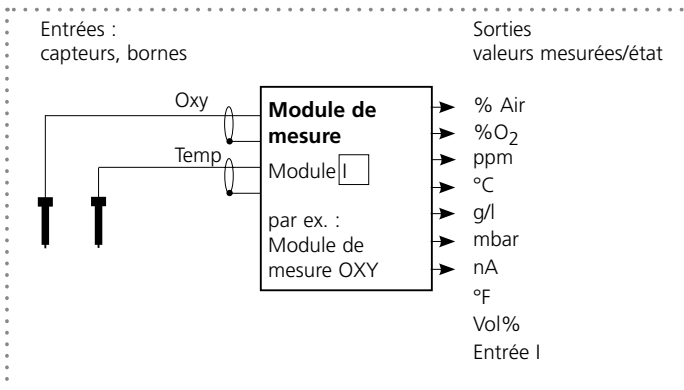 Entrées :
capteurs, bornes
Sorties
valeurs mesurées/état
Oxy
Temp
Module de
mesure
Module I
par ex. :
Module de
mesure OXY
% Air
%O2
ppm
°C
g/l
mbar
nA
°F
Vol%
Entrée I